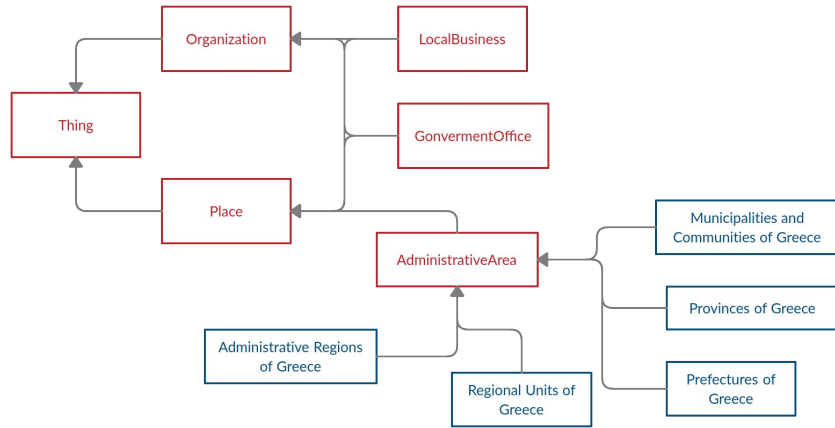 Organization
LocalBusiness
Thing
GonvermentOffice
Place
Municipalities and
Communities of Greece
AdministrativeArea
Provinces of Greece
Administrative Regions
of Greece
Regional Units of
Greece
Prefectures of
Greece